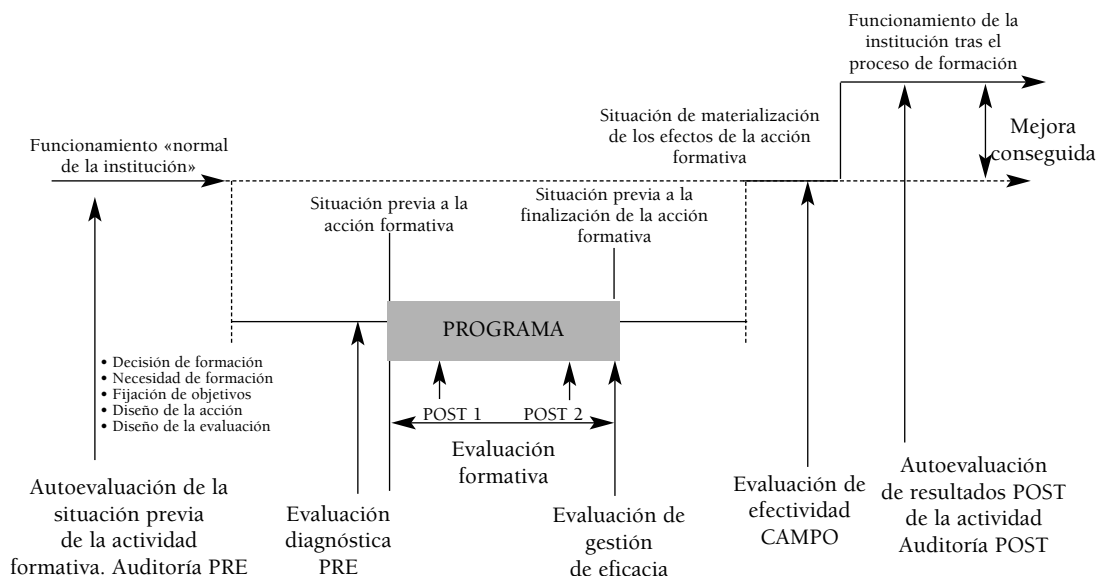 Funcionamiento de la
institución tras el
proceso de formación
Situación de materialización
de los efectos de la acción
formativa
Mejora
conseguida
Funcionamiento «normal
de la institución»
Situación previa a la
acción formativa
Situación previa a la
finalización de la acción
formativa
PROGRAMA
• Decisión de formación
• Necesidad de formación
• Fijación de objetivos
• Diseño de la acción
• Diseño de la evaluación
POST 1
POST 2
Evaluación
formativa
Autoevaluación de la
situación previa
de la actividad
formativa. Auditoría PRE
Evaluación
diagnóstica
PRE
Evaluación de
gestión
de eficacia
Evaluación de
efectividad
CAMPO
Autoevaluación
de resultados POST
de la actividad
Auditoría POST